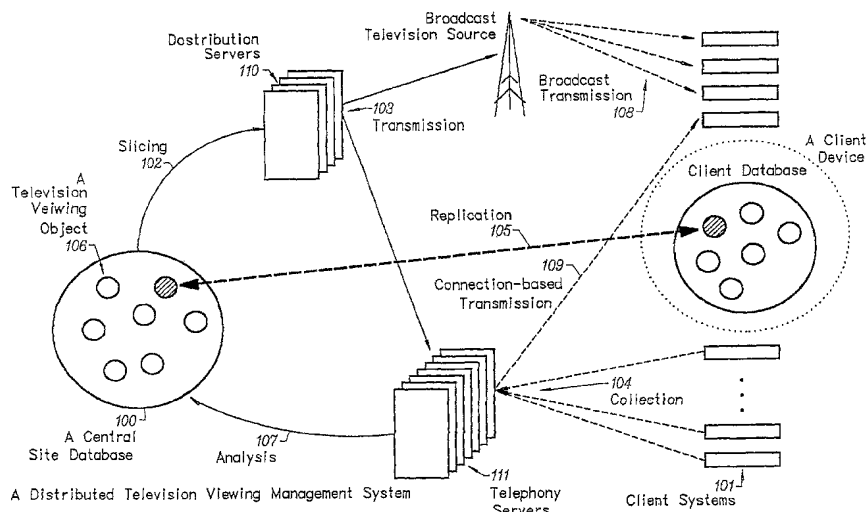 Dostribution
Servers
110
Broadcast
Television Source
103
Transmission
Broadcast
Transmission
108
Slicing
102
A Client
Device
Client Database
A
Television
Veiwing
Object
106
Replication
105
109
Connection-based
Transmission
100
A Central
Site Database
107
Analysis
104
Collection
111
Telephony
Servers
101
Client Systems
A Distributed Television Viewing Management System